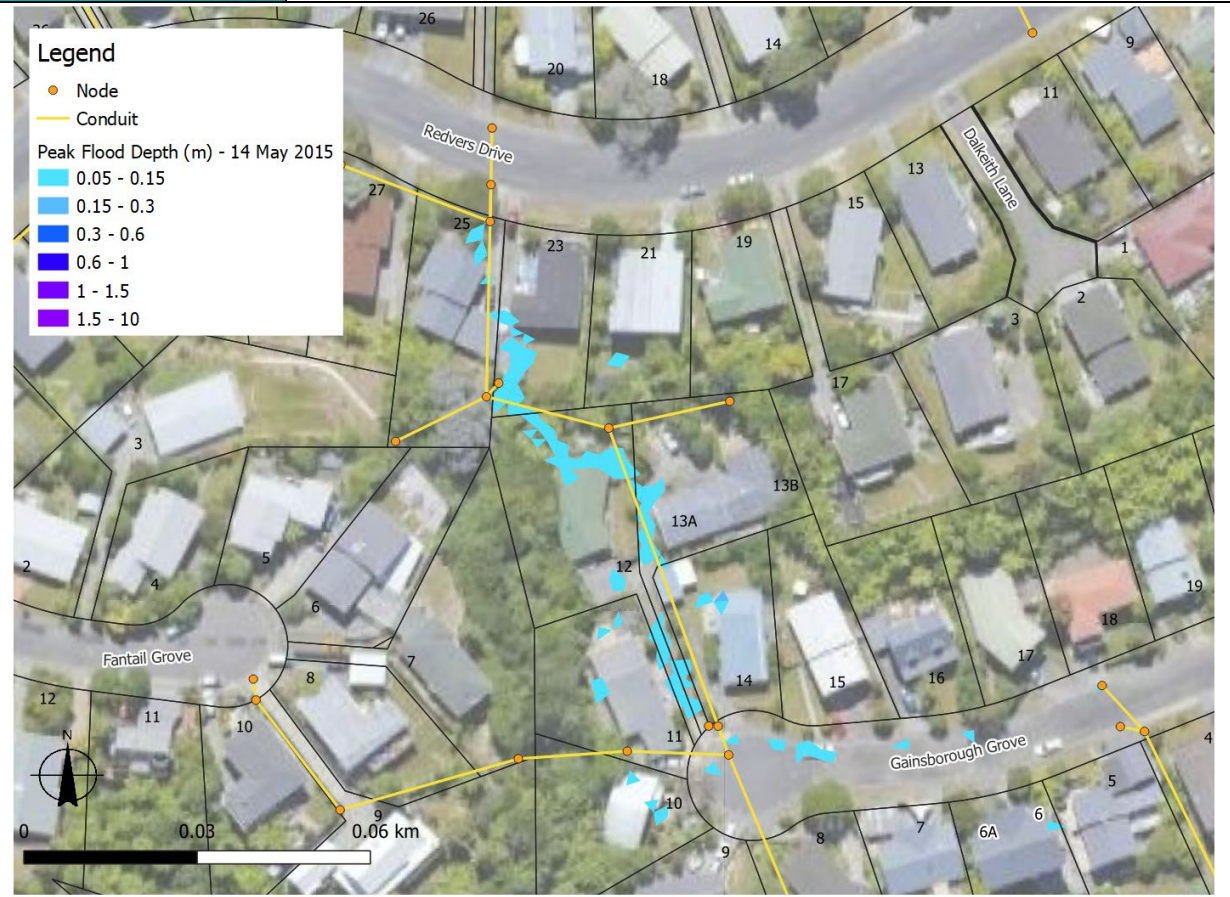 Legend
Node
Conduit
Peak Flood Depth (m) - 14 May 2015
0.05 - 0.15
0.15 - 0.3
0.3 - 0.6
0.6 - 1
1 - 1.5
1.5 - 10
26
20
18
14
9
11
Redvers Drive
Dalkeith Lane
27
25
23
21
19
15
13
1
2
3
17
3
13B
13A
12
2
4
5
6
7
Fantail Grove
8
12
11
10
9
14
15
16
17
18
19
11
10
9
8
7
6A
6
5
4
Gainsborough Grove
N
0
0.03
0.06 km